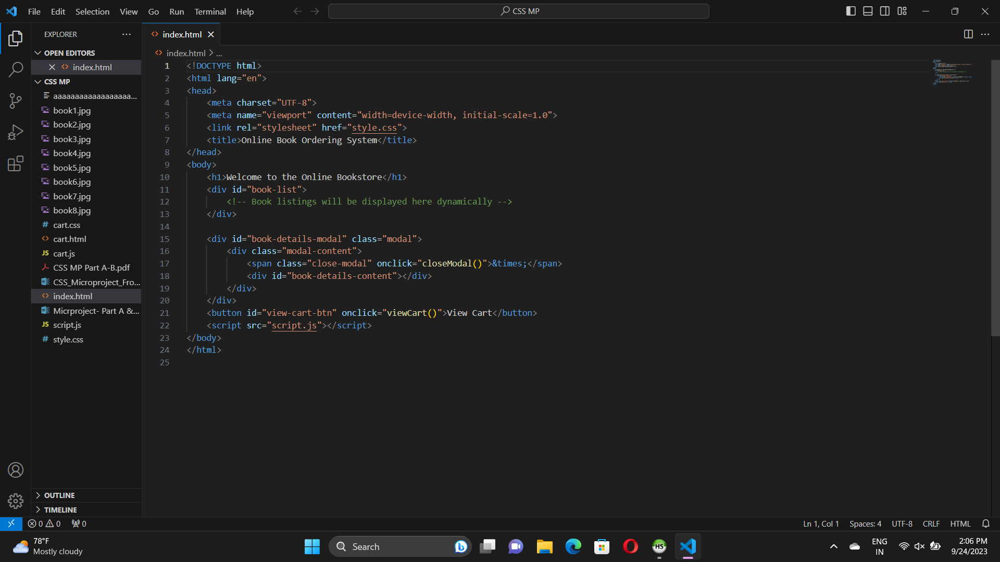 File Edit Selection View Go Run Terminal Help
CSS MP
EXPLORER
OPEN EDITORS
index.html
CSS MP
aaaaaaaaaaaaaaaaaaa...
book1.jpg
book2.jpg
book3.jpg
book4.jpg
book5.jpg
book6.jpg
book7.jpg
book8.jpg
cart.css
cart.html
cart.js
CSS MP Part A-B.pdf
CSS_Microproject_Fro...
index.html
Micrproject- Part A &...
script.js
style.css
OUTLINE
TIMELINE
index.html
index.html > ...
1 <!DOCTYPE html>
2 <html lang="en">
3 <head>
4     <meta charset="UTF-8">
5     <meta name="viewport" content="width=device-width, initial-scale=1.0">
6     <link rel="stylesheet" href="style.css">
7     <title>Online Book Ordering System</title>
8 </head>
9 <body>
10     <h1>Welcome to the Online Bookstore</h1>
11     <div id="book-list">
12         <!-- Book listings will be displayed here dynamically -->
13     </div>
14
15     <div id="book-details-modal" class="modal">
16         <div class="modal-content">
17             <span class="close-modal" onclick="closeModal()">&times;</span>
18             <div id="book-details-content"></div>
19         </div>
20     </div>
21     <button id="view-cart-btn" onclick="viewCart()">View Cart</button>
22     <script src="script.js"></script>
23 </body>
24 </html>
25
0 0 0
Ln 1, Col 1 Spaces: 4 UTF-8 CRLF HTML
78°F
Mostly cloudy
Search
HS
ENG
IN
2:06 PM
9/24/2023